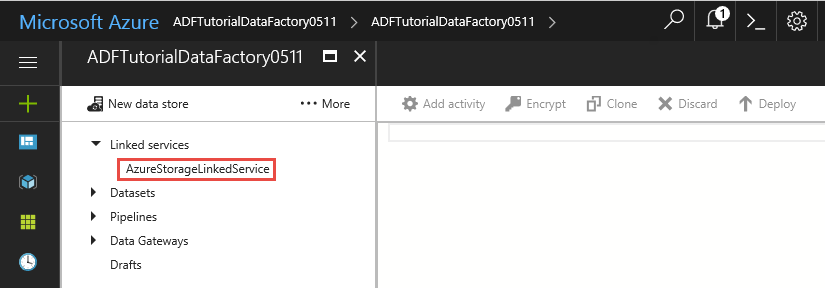 Microsoft Azure ADFTutorialDataFactory0511 > ADFTutorialDataFactory0511 > 1
ADFTutorialDataFactory0511
New data store ••• More Add activity Encrypt Clone Discard Deploy
Linked services
AzureStorageLinkedService
Datasets
Pipelines
Data Gateways
Drafts